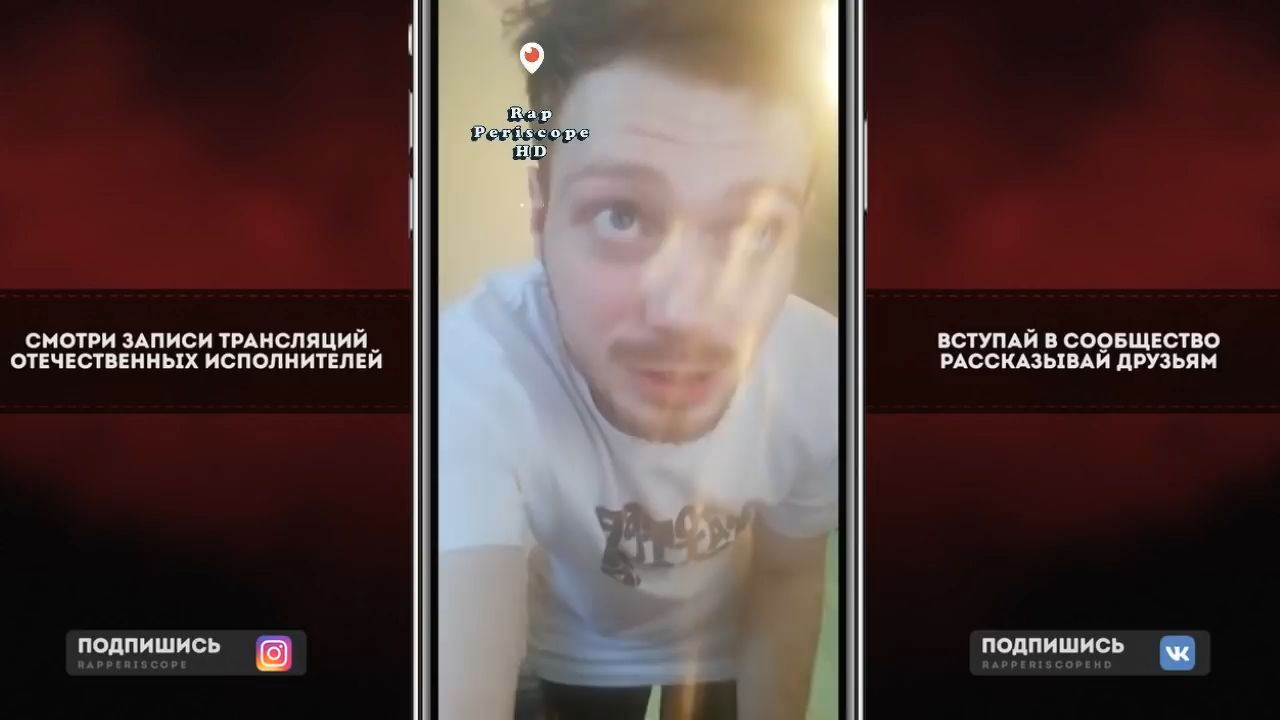 Rap
Periscope
HD
СМОТРИ ЗАПИСИ ТРАНСЛЯЦИЙ
ОТЕЧЕСТВЕННЫХ ИСПОЛНИТЕЛЕЙ
ВСТУПАЙ В СООБЩЕСТВО
РАССКАЗЫВАЙ ДРУЗЬЯМ
ПОДПИШИСЬ
RAPPERISCOPE
ПОДПИШИСЬ
RAPPERISCOPEHD